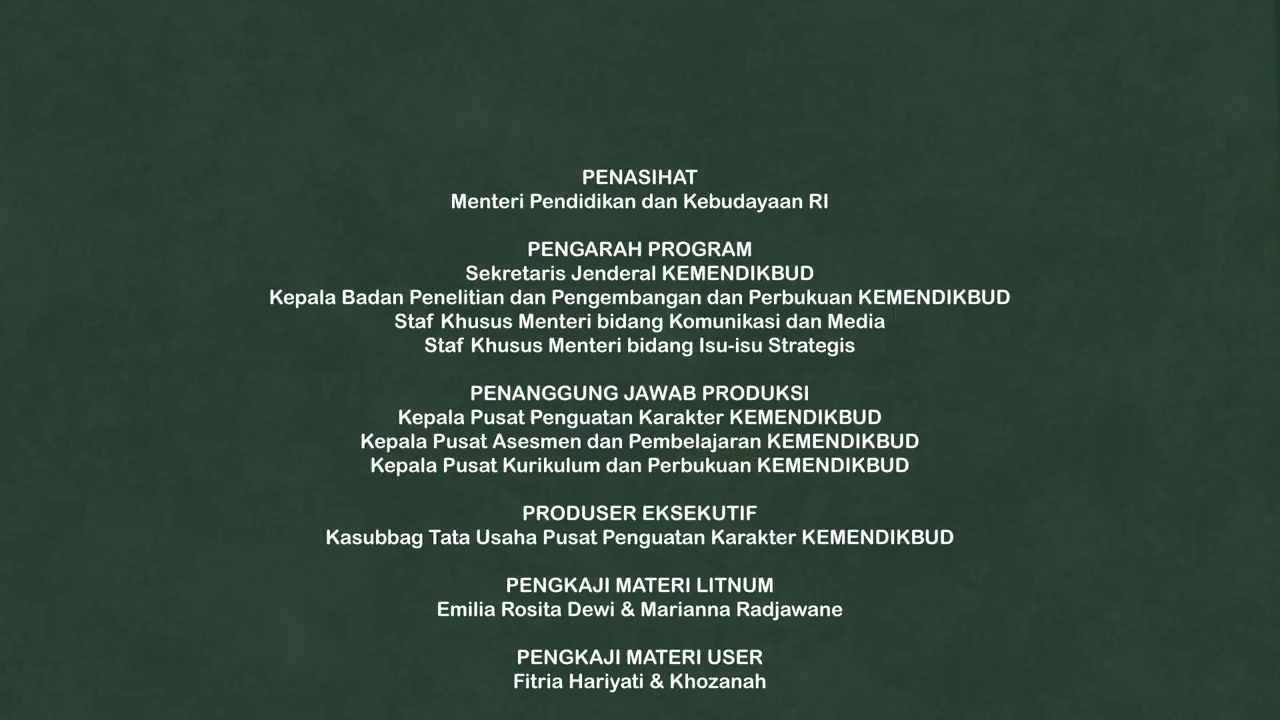 PENASIHAT
Menteri Pendidikan dan Kebudayaan RI
PENGARAH PROGRAM
Sekretaris Jenderal KEMENDIKBUD
Kepala Badan Penelitian dan Pengembangan dan Perbukuan KEMENDIKBUD
Staf Khusus Menteri bidang Komunikasi dan Media
Staf Khusus Menteri bidang Isu-isu Strategis
PENANGGUNG JAWAB PRODUKSI
Kepala Pusat Penguatan Karakter KEMENDIKBUD
Kepala Pusat Asesmen dan Pembelajaran KEMENDIKBUD
Kepala Pusat Kurikulum dan Perbukuan KEMENDIKBUD
PRODUSER EKSEKUTIF
Kasubbag Tata Usaha Pusat Penguatan Karakter KEMENDIKBUD
PENGKAJI MATERI LITNUM
Emilia Rosita Dewi & Marianna Radjawane
PENGKAJI MATERI USER
Fitria Hariyati & Khozanah